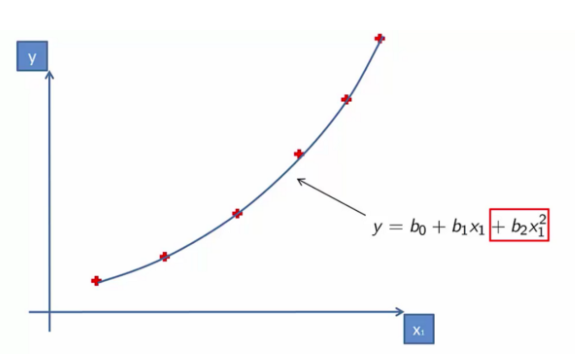 y
y = b₀ + b₁x₁ + b₂x₁²
x₁